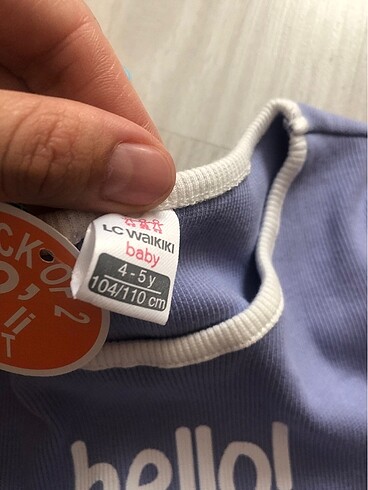 LC WAIKIKI
baby
4 - 5 y
104/110 cm
hello!